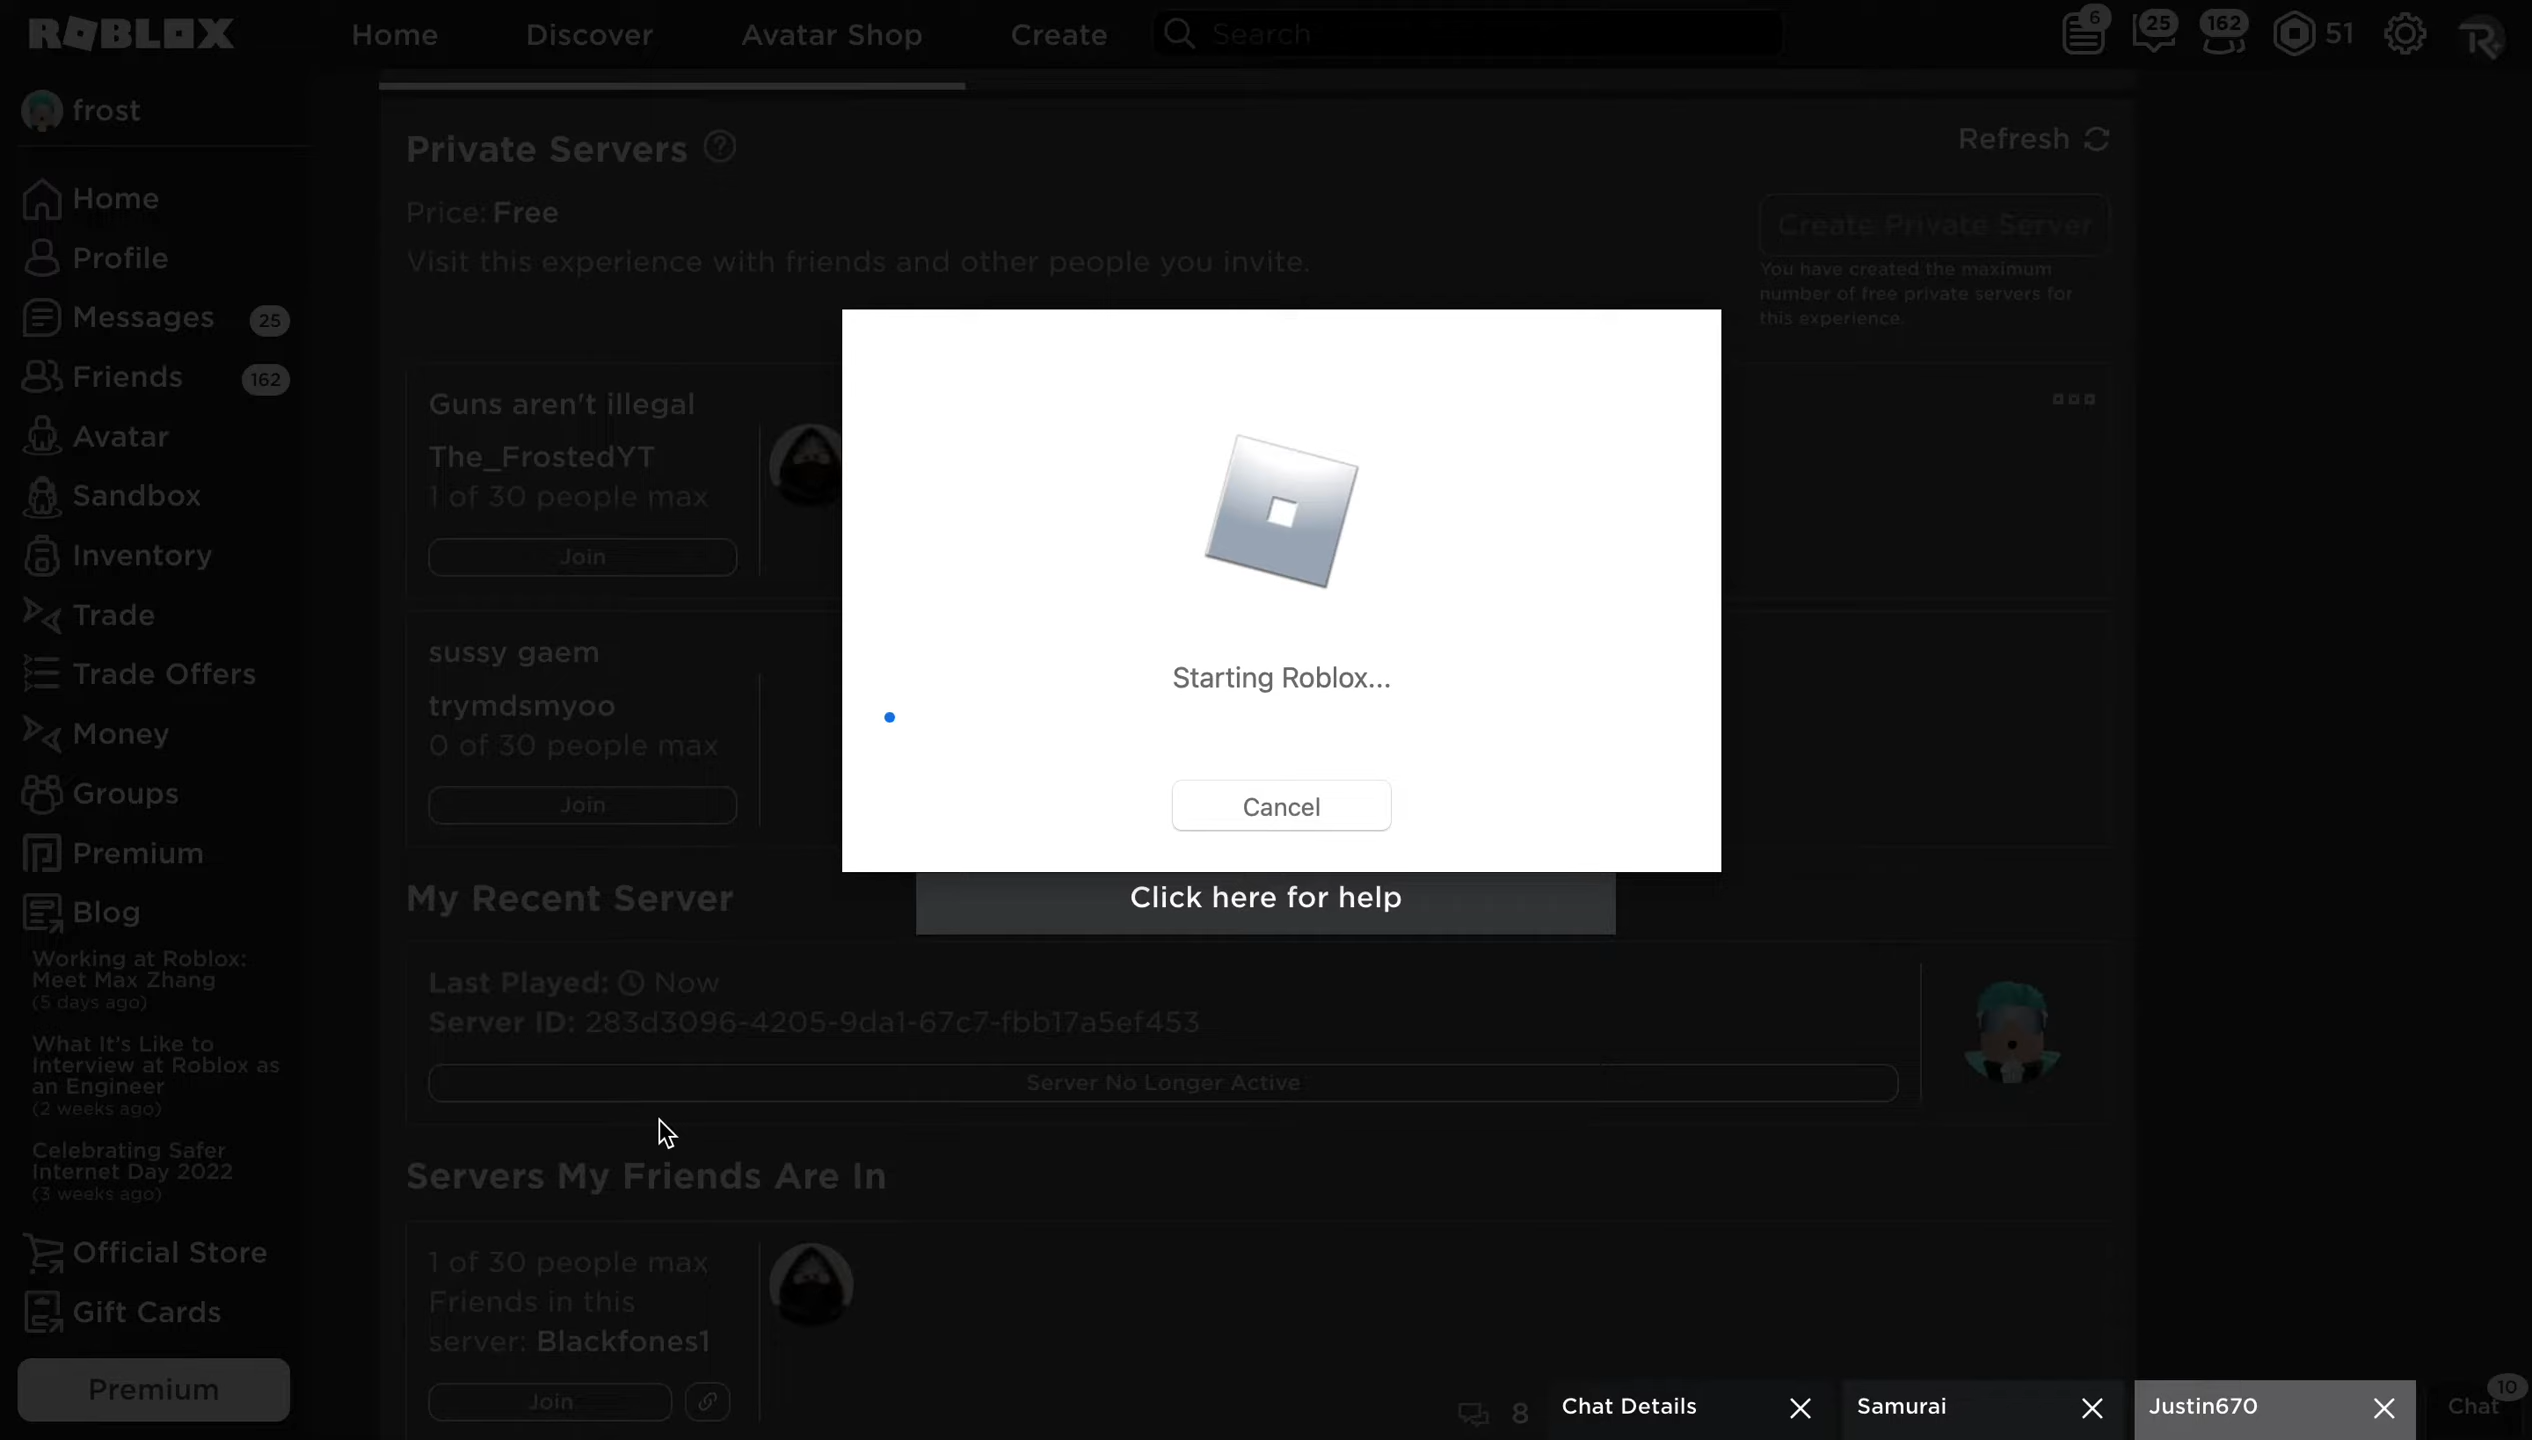 ROBLOX
Home
Discover
Avatar Shop
Create
Search
6
25
162
51
frost
Home
Profile
Messages
25
Friends
162
Avatar
Sandbox
Inventory
Trade
Trade Offers
Money
Groups
Premium
Blog
Working at Roblox:
Meet Max Zhang
(5 days ago)
What It's Like to
Interview at Roblox as
an Engineer
(2 weeks ago)
Celebrating Safer
Internet Day 2022
(3 weeks ago)
Official Store
Gift Cards
Premium
Private Servers
Refresh
Price: Free
Visit this experience with friends and other people you invite.
Create Private Server
You have created the maximum
number of free private servers for
this experience.
Guns aren't illegal
The_FrostedYT
1 of 30 people max
Join
sussy gaem
trymdsmyoo
0 of 30 people max
Join
Starting Roblox...
Cancel
Click here for help
My Recent Server
Last Played: Now
Server ID: 283d3096-4205-9da1-67c7-fbb17a5ef453
Server No Longer Active
Servers My Friends Are In
1 of 30 people max
Friends in this
server: Blackfones1
Join
8
Chat Details
Samurai
Justin670
Chat
10